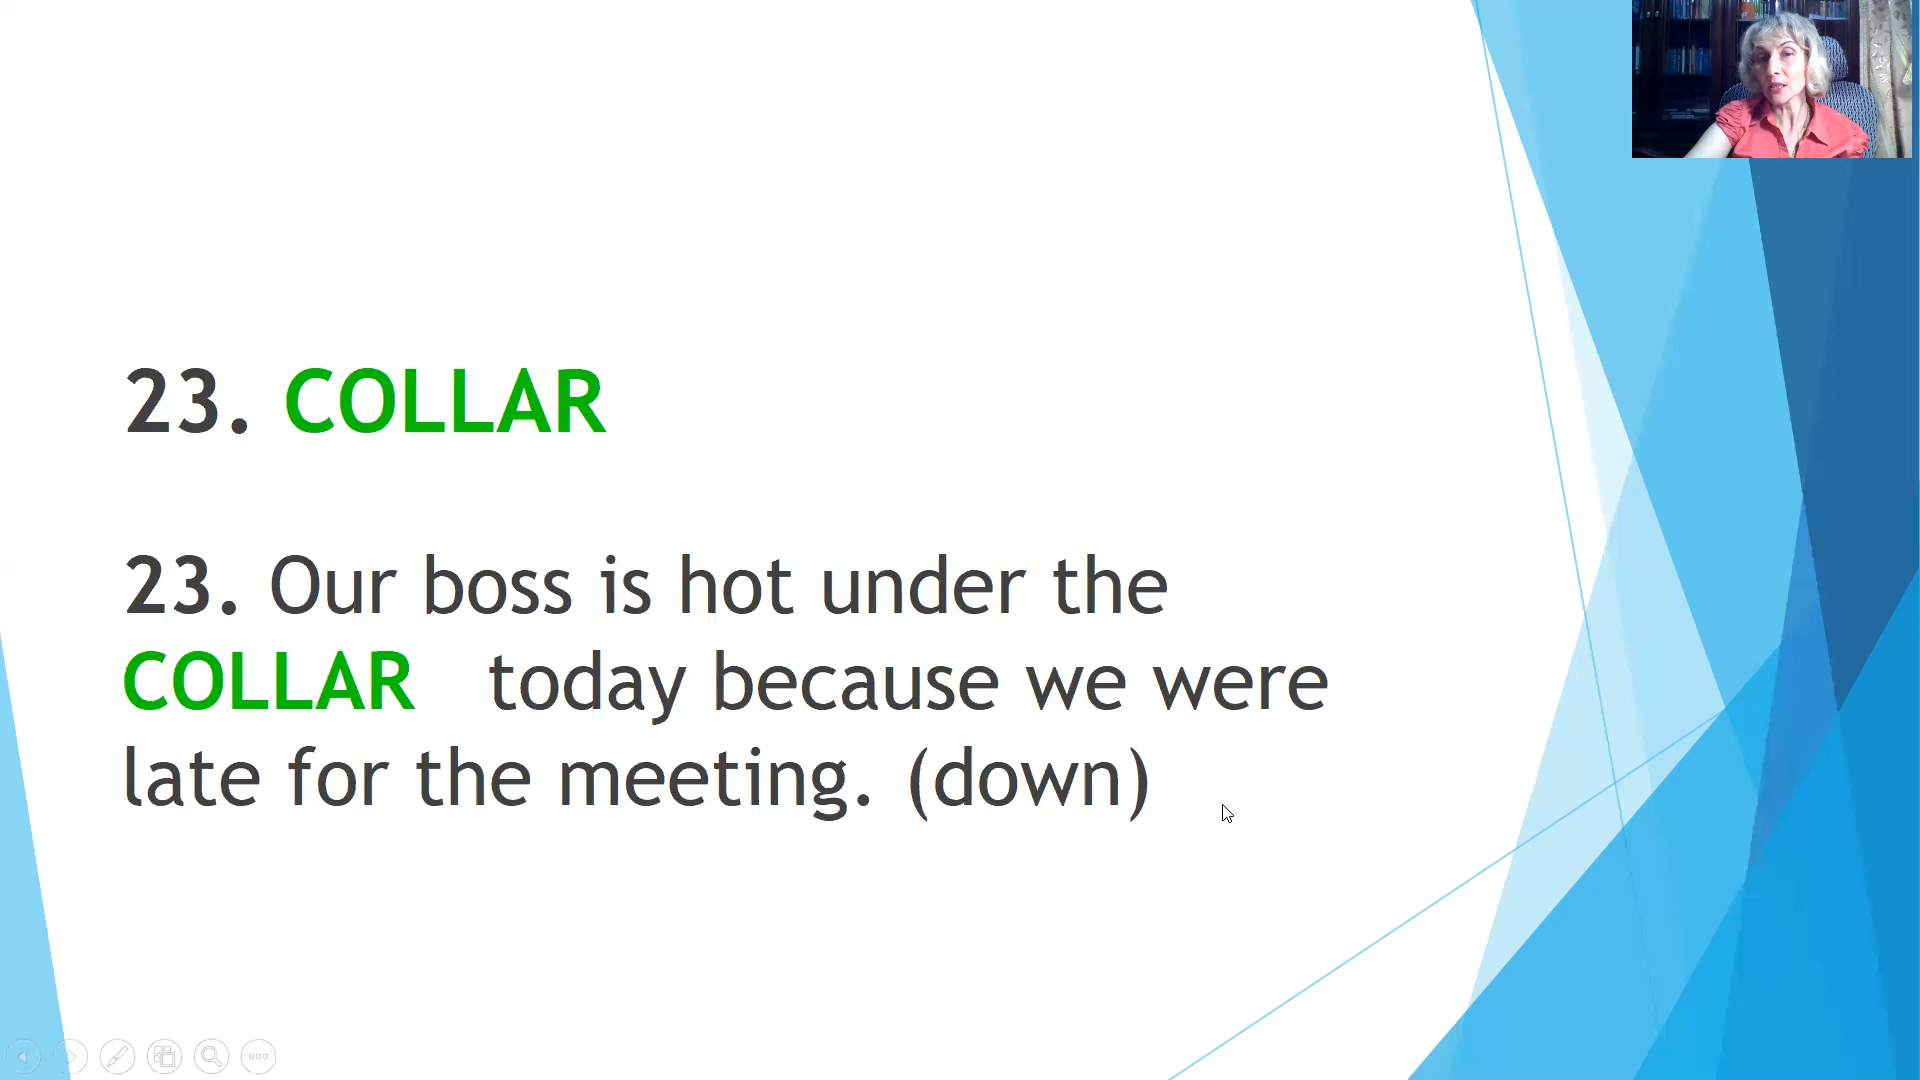 23. COLLAR
23. Our boss is hot under the
COLLAR today because we were
late for the meeting. (down)